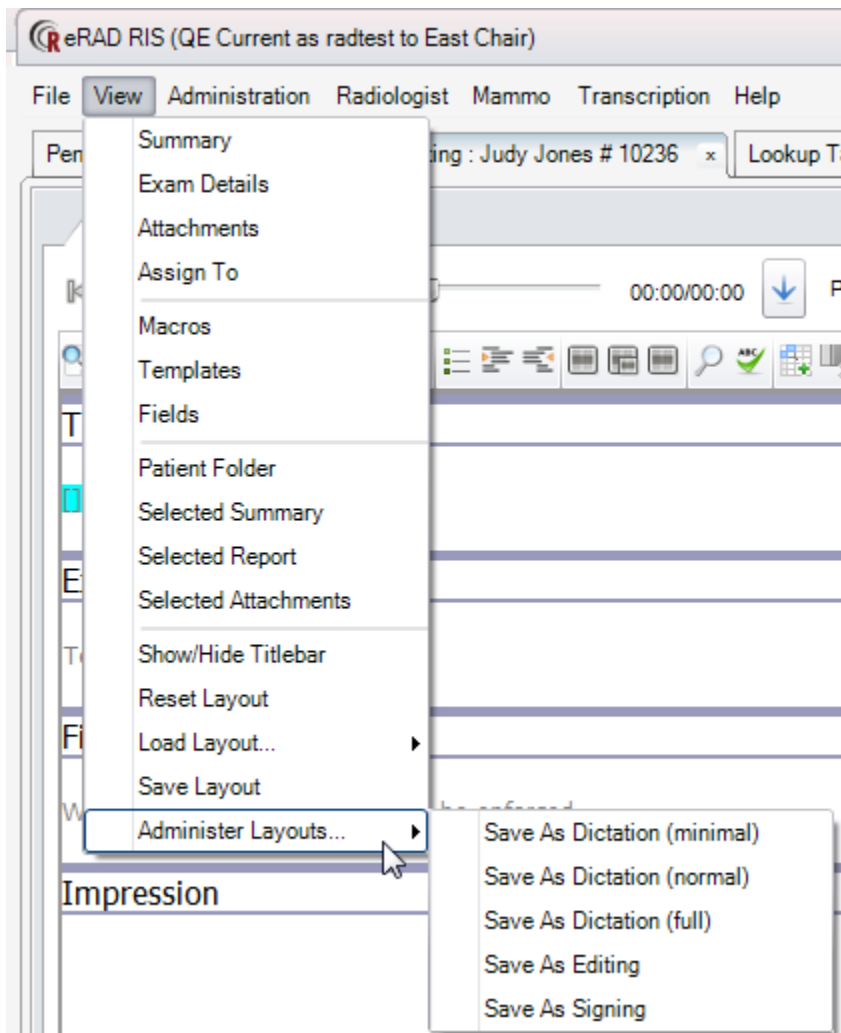 eRAD RIS (QE Current as radtest to East Chair)
File View Administration Radiologist Mammo Transcription Help
Summary
ing : Judy Jones # 10236 x
Exam Details
Attachments
Assign To
00:00/00:00
Macros
Templates
ABC
Fields
Patient Folder
Selected Summary
Selected Report
Selected Attachments
Show/Hide Titlebar
Reset Layout
Load Layout...
Save Layout
Administer Layouts...
Save As Dictation (minimal)
Save As Dictation (normal)
Save As Dictation (full)
Save As Editing
Save As Signing
Impression